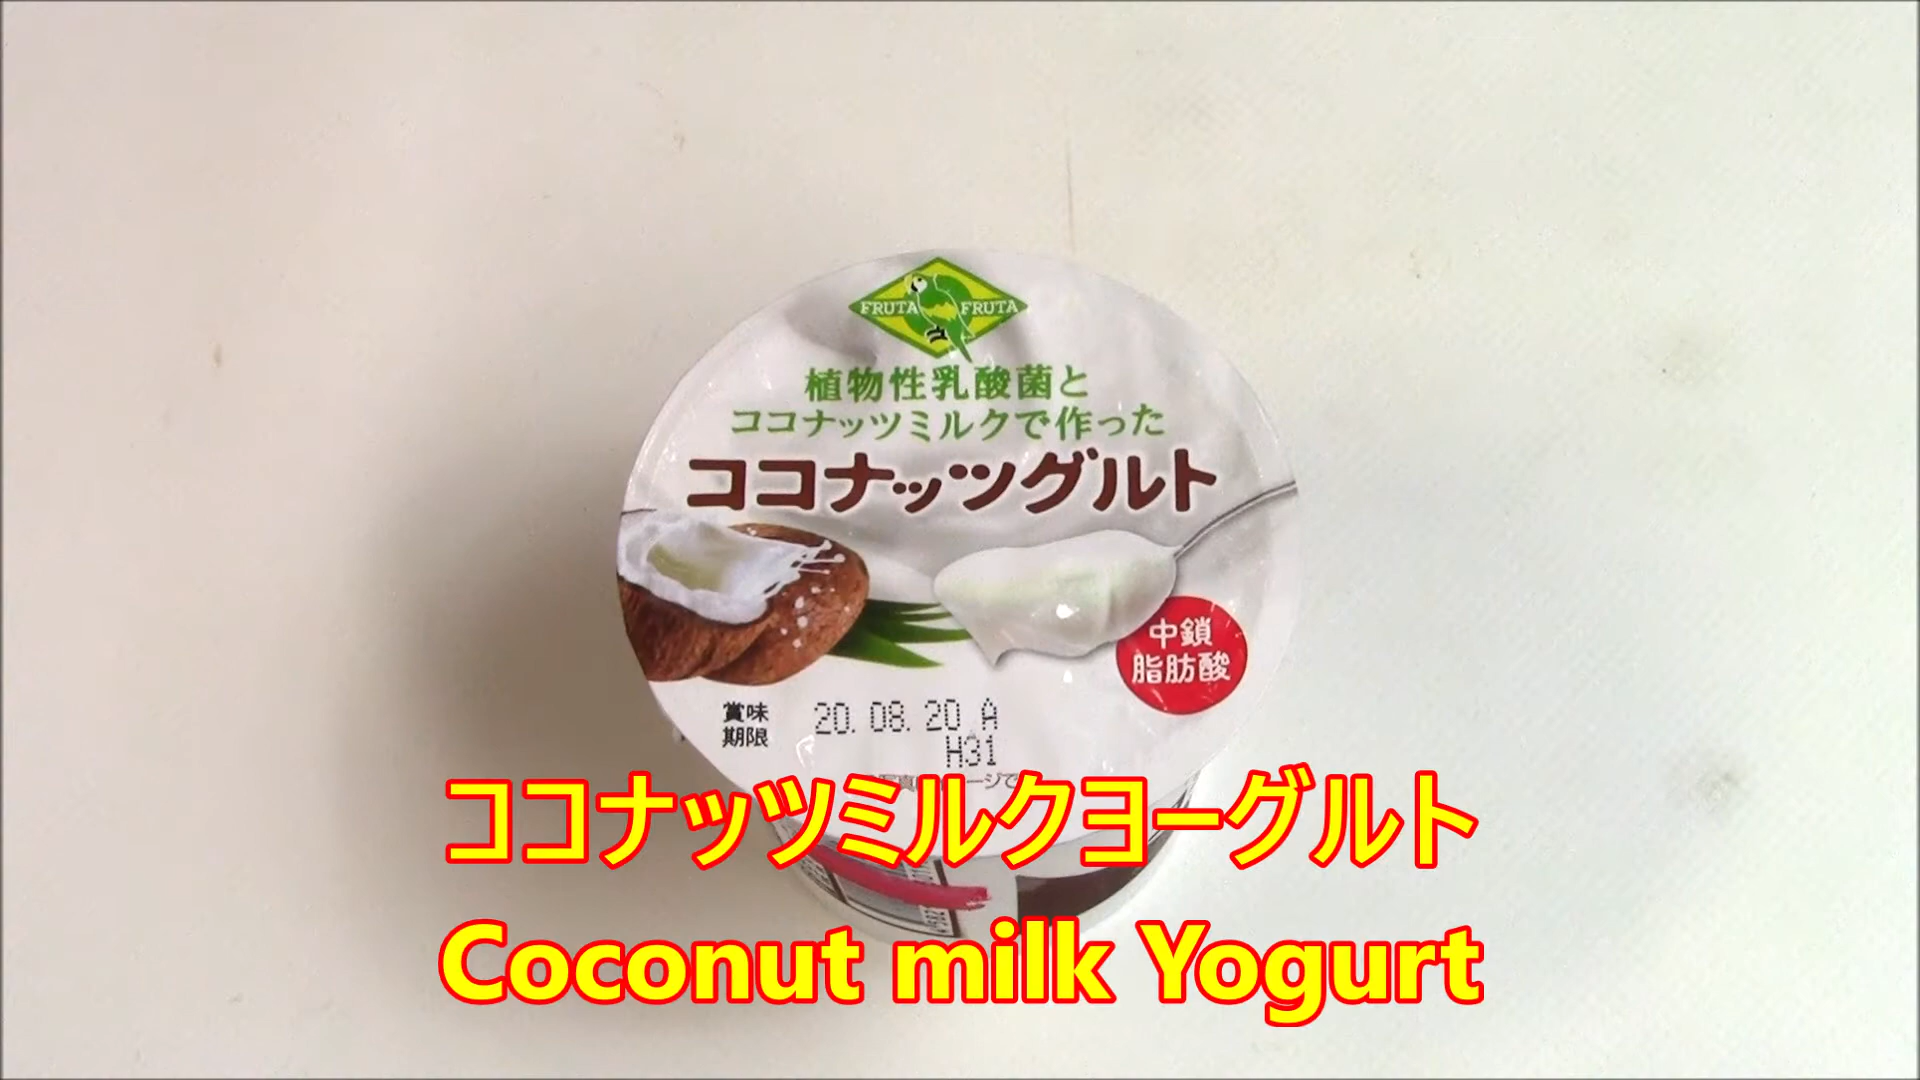 FRUTA FRUTA
植物性乳酸菌と
ココナッツミルクで作った
ココナッツグルト
中鎖
脂肪酸
賞味
期限
20.08.20 A
H31
ココナッツミルクヨーグルト
Coconut milk Yogurt